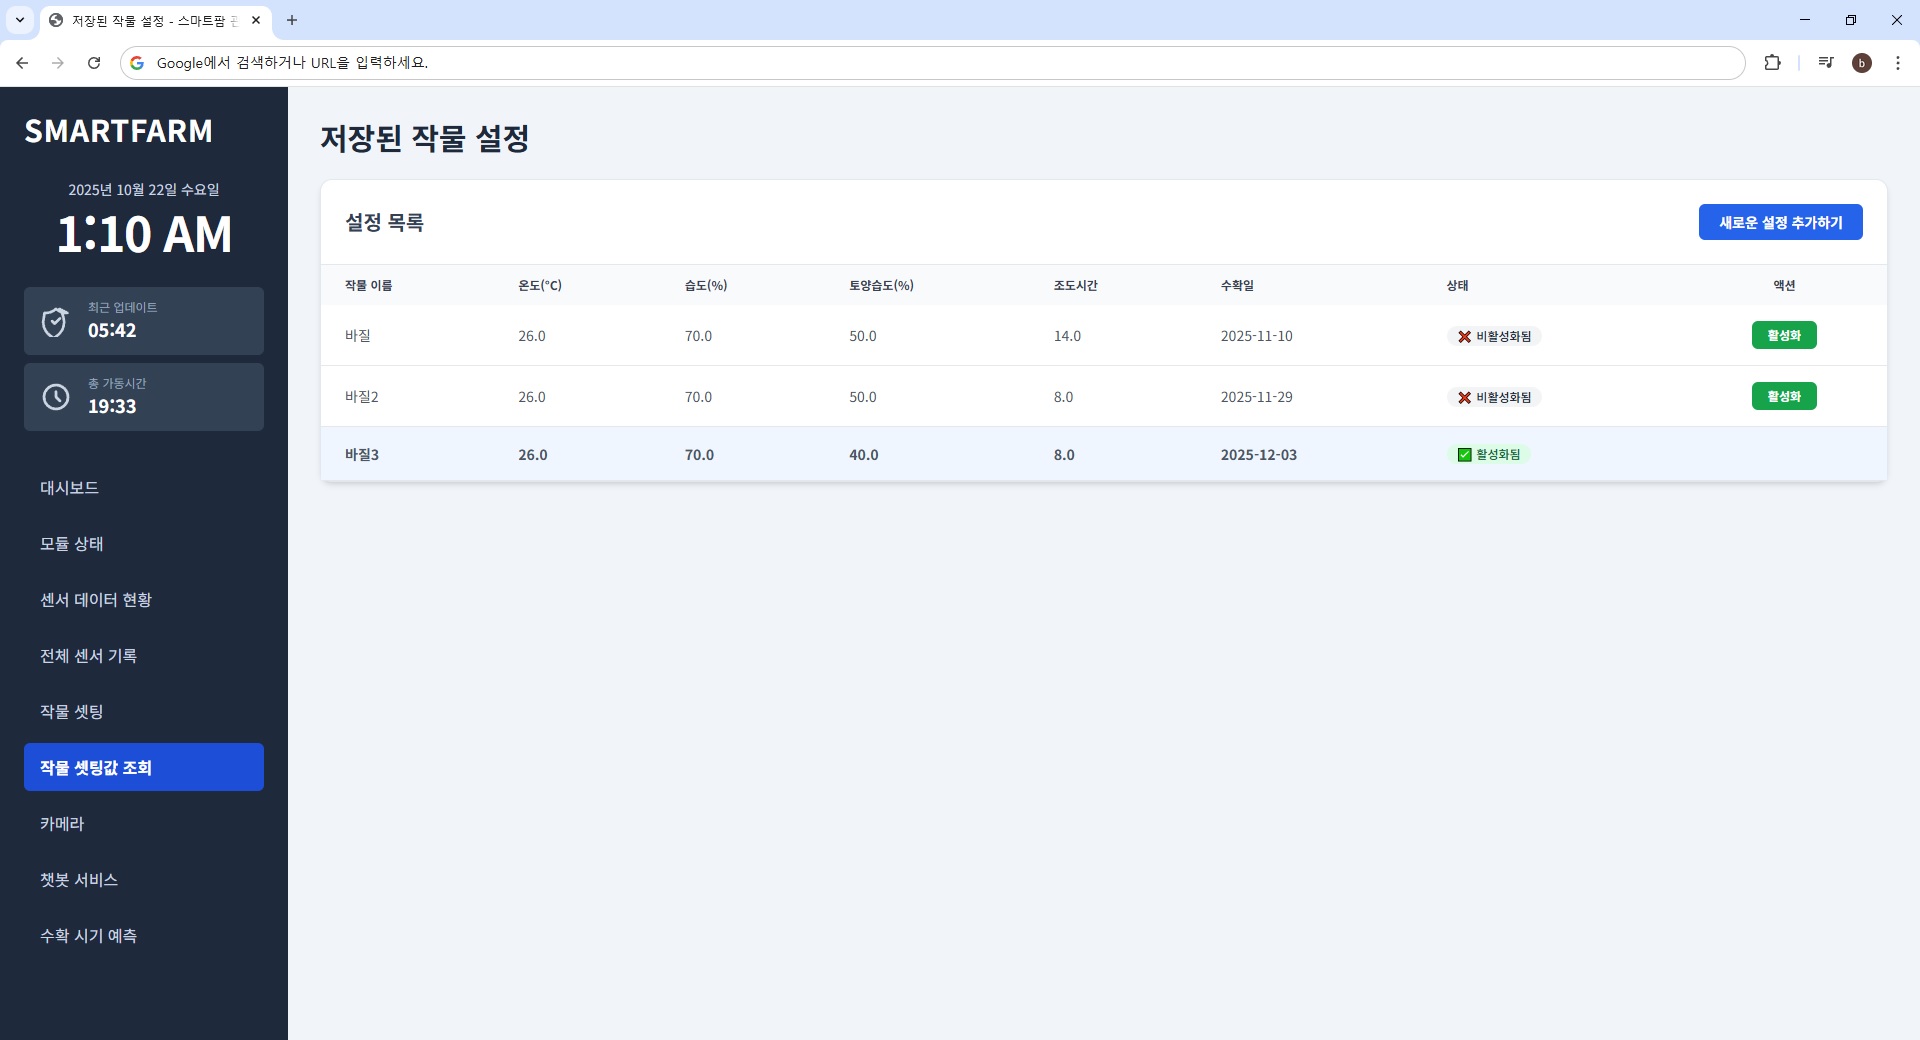 저장된 작물 설정 - 스마트팜
Google에서 검색하거나 URL을 입력하세요.
b
SMARTFARM
2025년 10월 22일 수요일
1:10 AM
최근 업데이트
05:42
총 가동시간
19:33
대시보드
모듈 상태
센서 데이터 현황
전체 센서 기록
작물 셋팅
작물 셋팅값 조회
카메라
챗봇 서비스
수확 시기 예측
저장된 작물 설정
설정 목록
새로운 설정 추가하기
작물 이름 온도(°C) 습도(%) 토양습도(%) 조도시간 수확일 상태 액션
바질 26.0 70.0 50.0 14.0 2025-11-10 ❌ 비활성화됨 활성화
바질2 26.0 70.0 50.0 8.0 2025-11-29 ❌ 비활성화됨 활성화
바질3 26.0 70.0 40.0 8.0 2025-12-03 ✅ 활성화됨